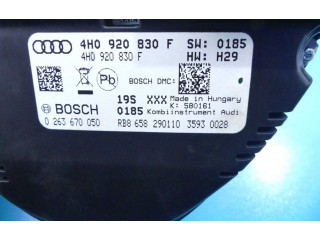 4H0 920 830 F SW: 0185
4H0 920 830 F HW: H29
Pb
BOSCH DMC:
19S XXX Made in Hungary
K: 580161
BOSCH 0185 Kombiinstrument Audi
0 263 670 050 RB8 658 290110 3593 0028